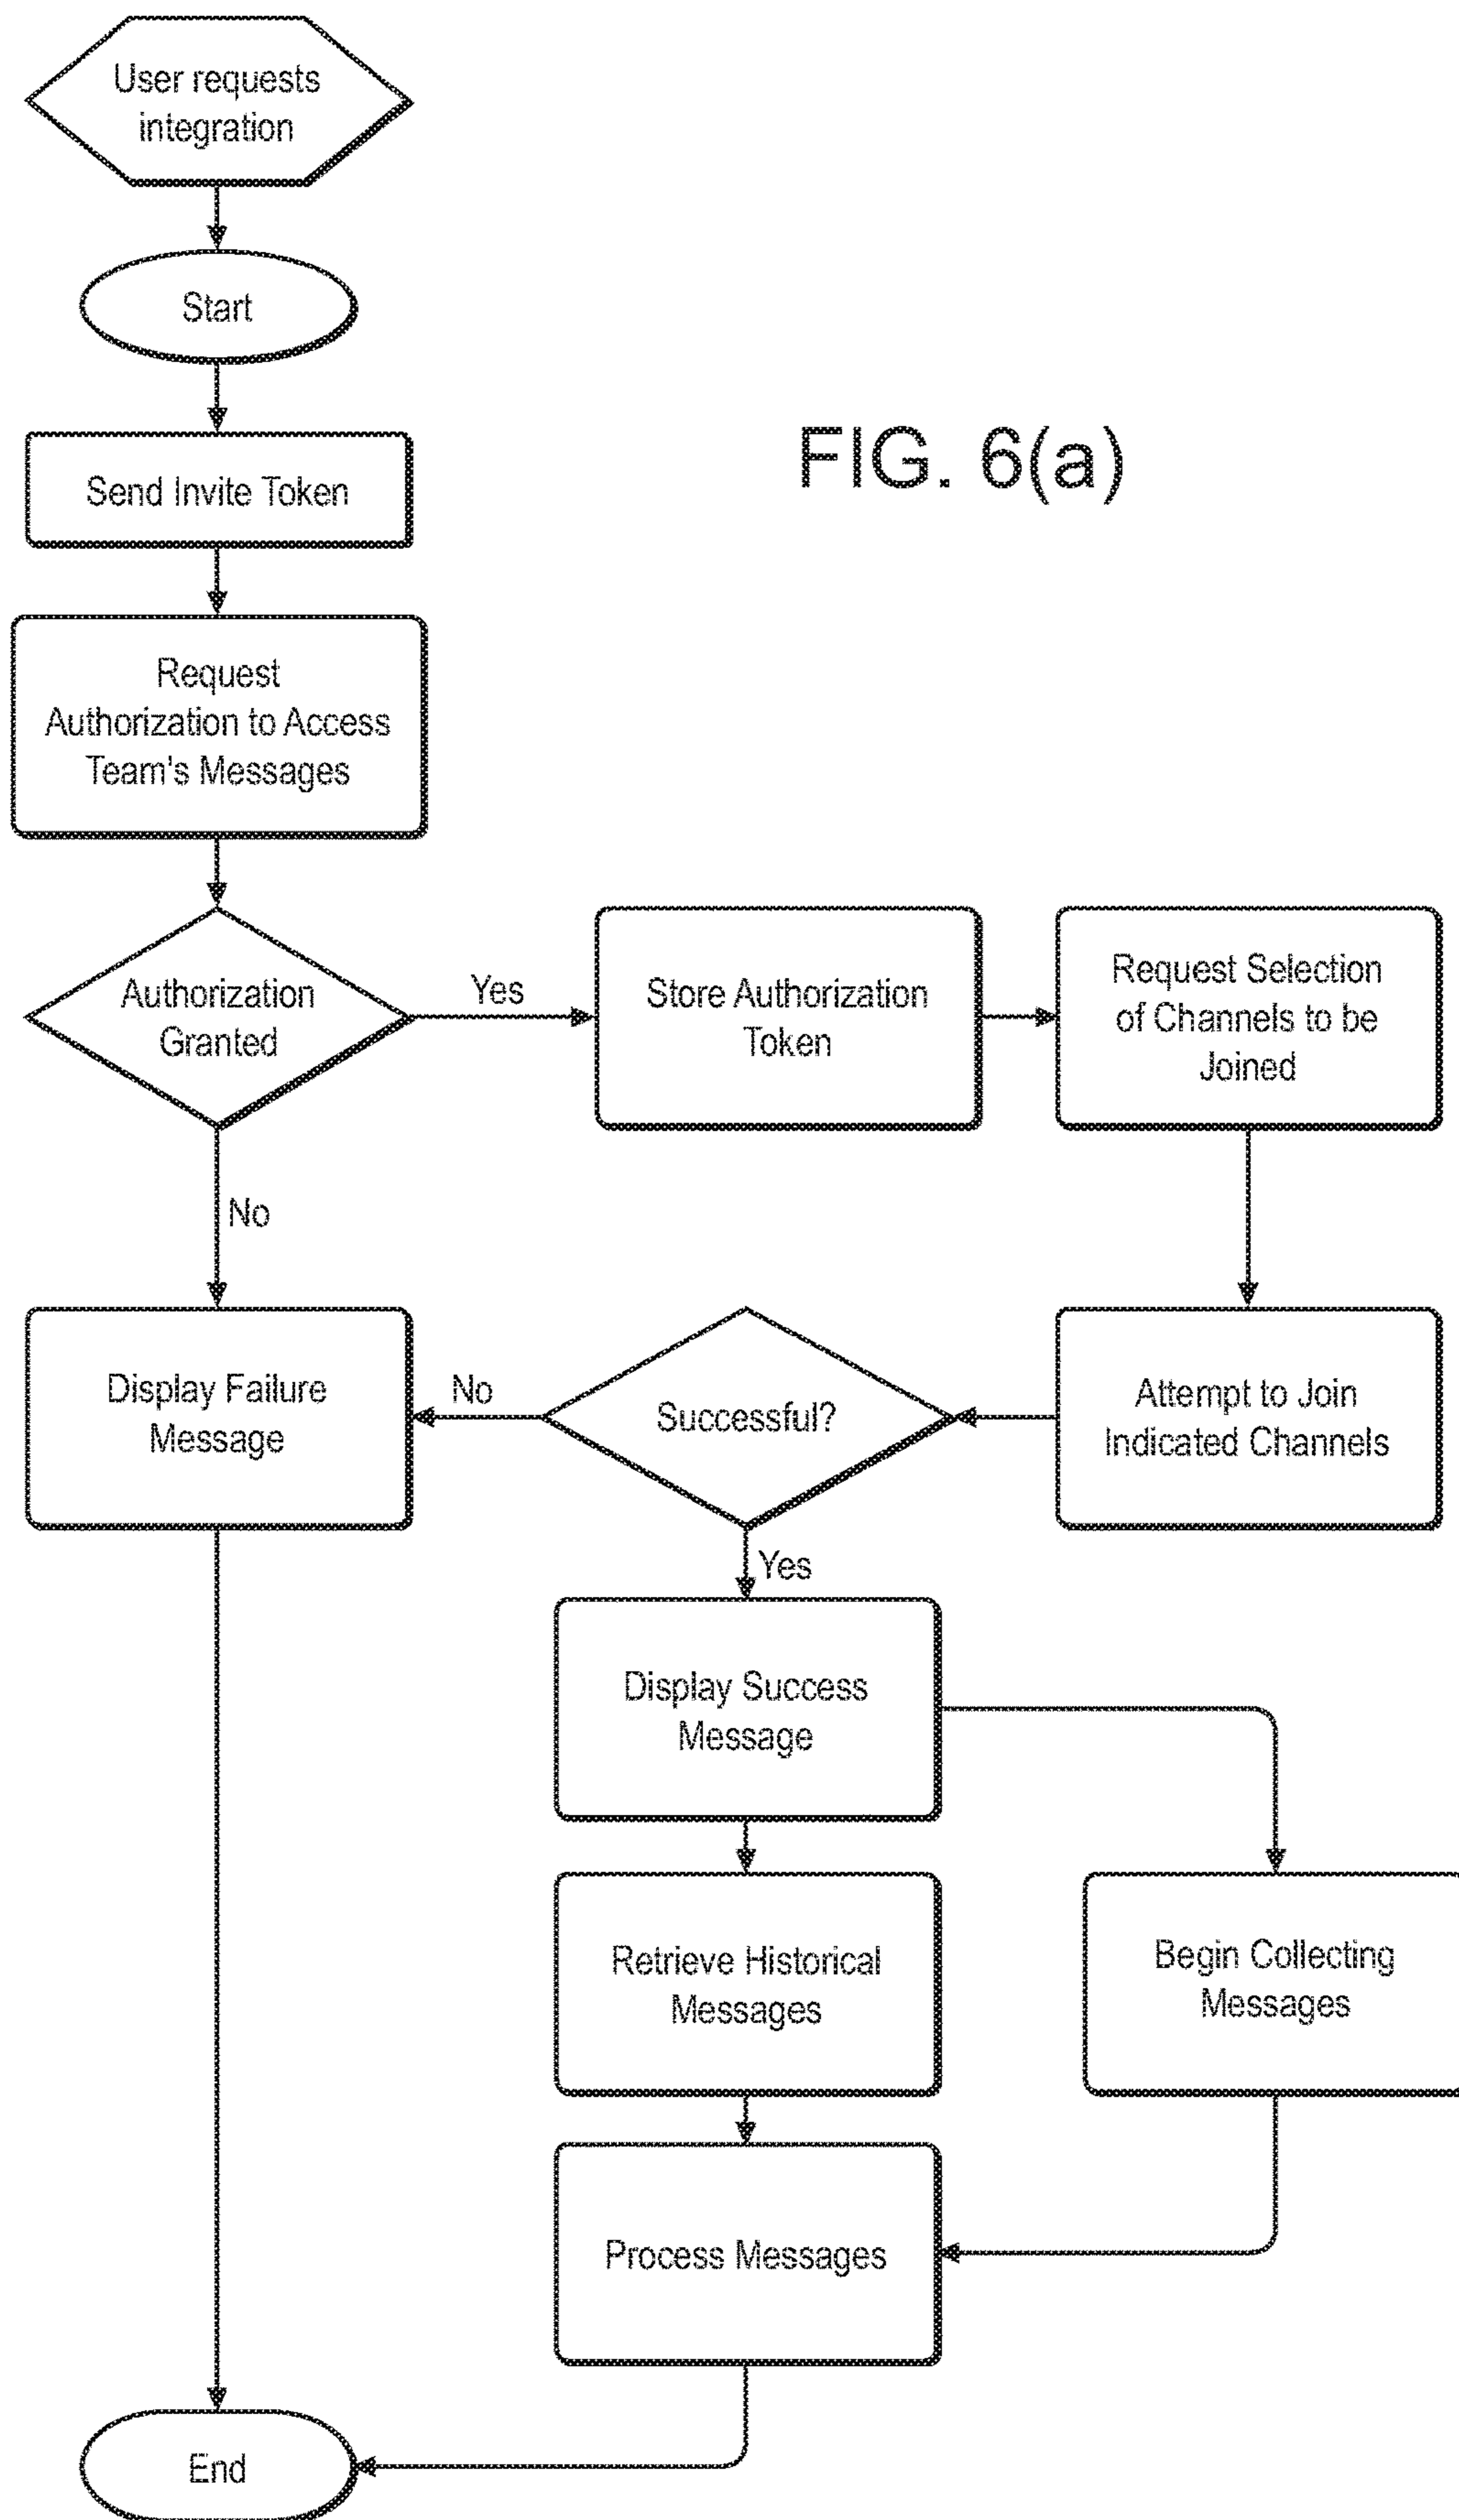 User requests
integration
Start
FIG. 6(a)
Send Invite Token
Request
Authorization to Access
Team's Messages
Authorization
Granted
Yes
Store Authorization
Token
Request Selection
of Channels to be
Joined
No
Display Failure
Message
No
Successful?
Attempt to Join
Indicated Channels
Yes
Display Success
Message
Retrieve Historical
Messages
Begin Collecting
Messages
Process Messages
End